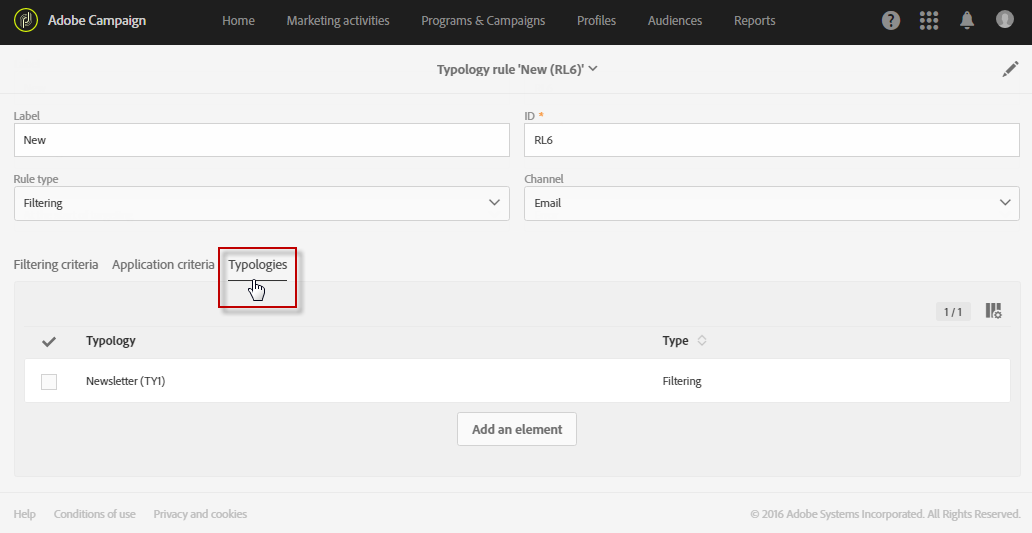 Adobe Campaign Home Marketing activities Programs & Campaigns Profiles Audiences Reports ?
Typology rule 'New (RL6)'
Label ID *
New RL6
Rule type Channel
Filtering Email
Filtering criteria Application criteria Typologies
1 / 1
Typology Type
Newsletter (TY1) Filtering
Add an element
Help Conditions of use Privacy and cookies © 2016 Adobe Systems Incorporated. All Rights Reserved.